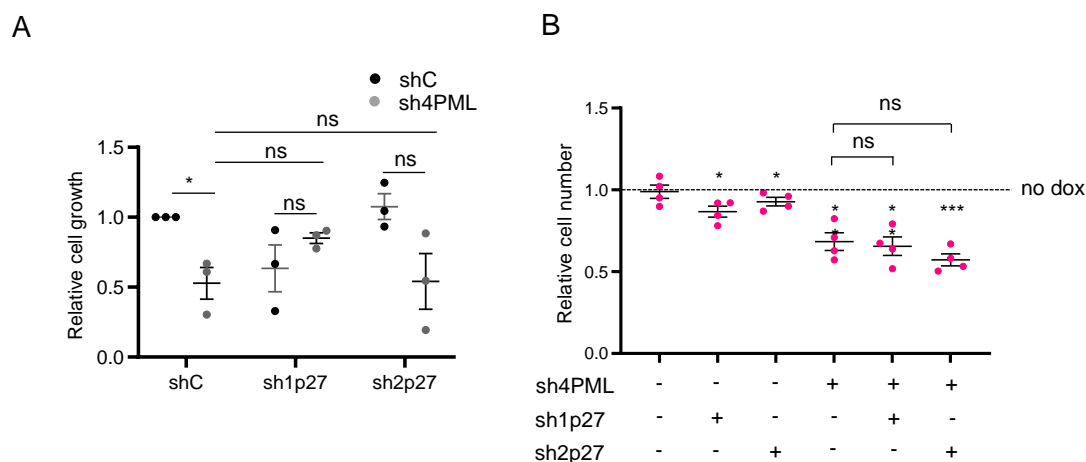 A
shC
sh4PML
ns
ns
* ns ns
Relative cell growth
1.5
1.0
0.5
0.0
shC sh1p27 sh2p27
B
ns
ns
Relative cell number
1.5
1.0
0.5
0.0
no dox
* *
* * ***
* *
sh4PML - - - + + +
sh1p27 - + - - + -
sh2p27 - - + - - +